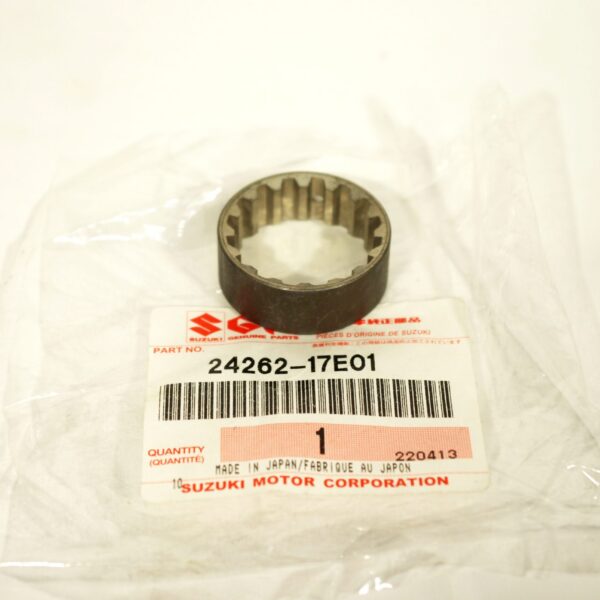 SUZUKI GENUINE PARTS
PIÈCES D'ORIGINE DE SUZUKI
PART NO.
24262-17E01
QUANTITY
(QUANTITÉ)
1
220413
MADE IN JAPAN/FABRIQUE AU JAPON
10
SUZUKI MOTOR CORPORATION